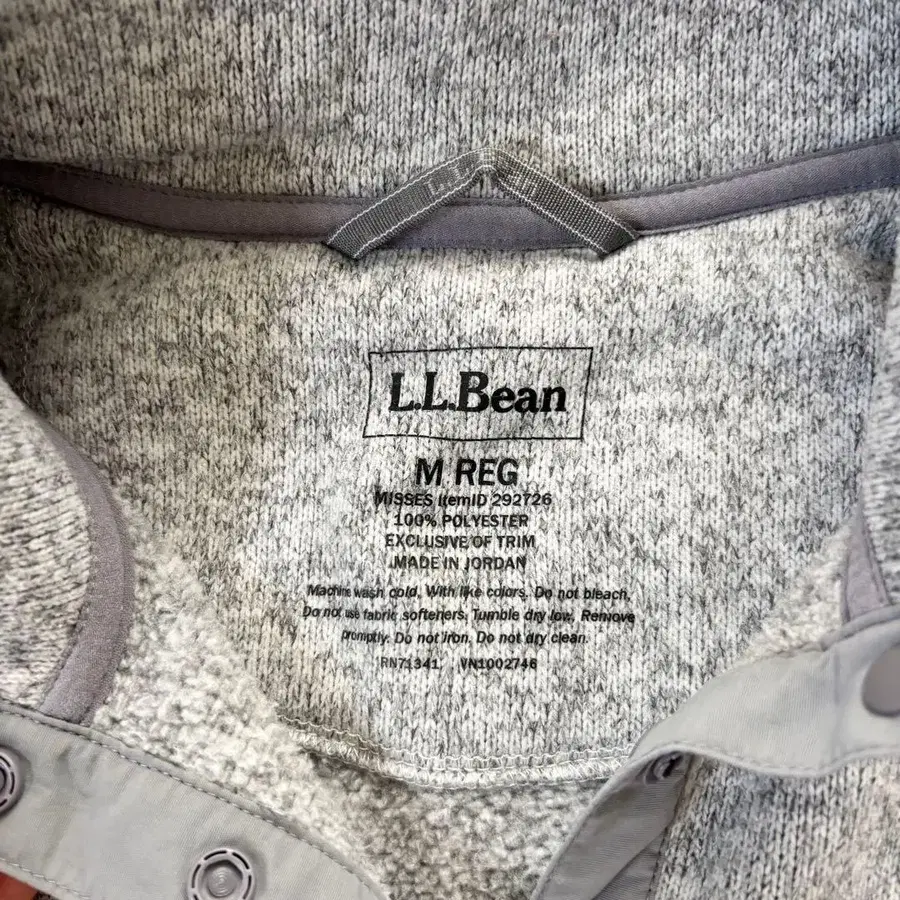 L.L.Bean
M REG
MISSES ItemID 292726
100% POLYESTER
EXCLUSIVE OF TRIM
MADE IN JORDAN
Machine wash cold. With like colors. Do not bleach.
Do not use fabric softeners. Tumble dry low. Remove
promptly. Do not iron. Do not dry clean.
RN71341 VN1002746